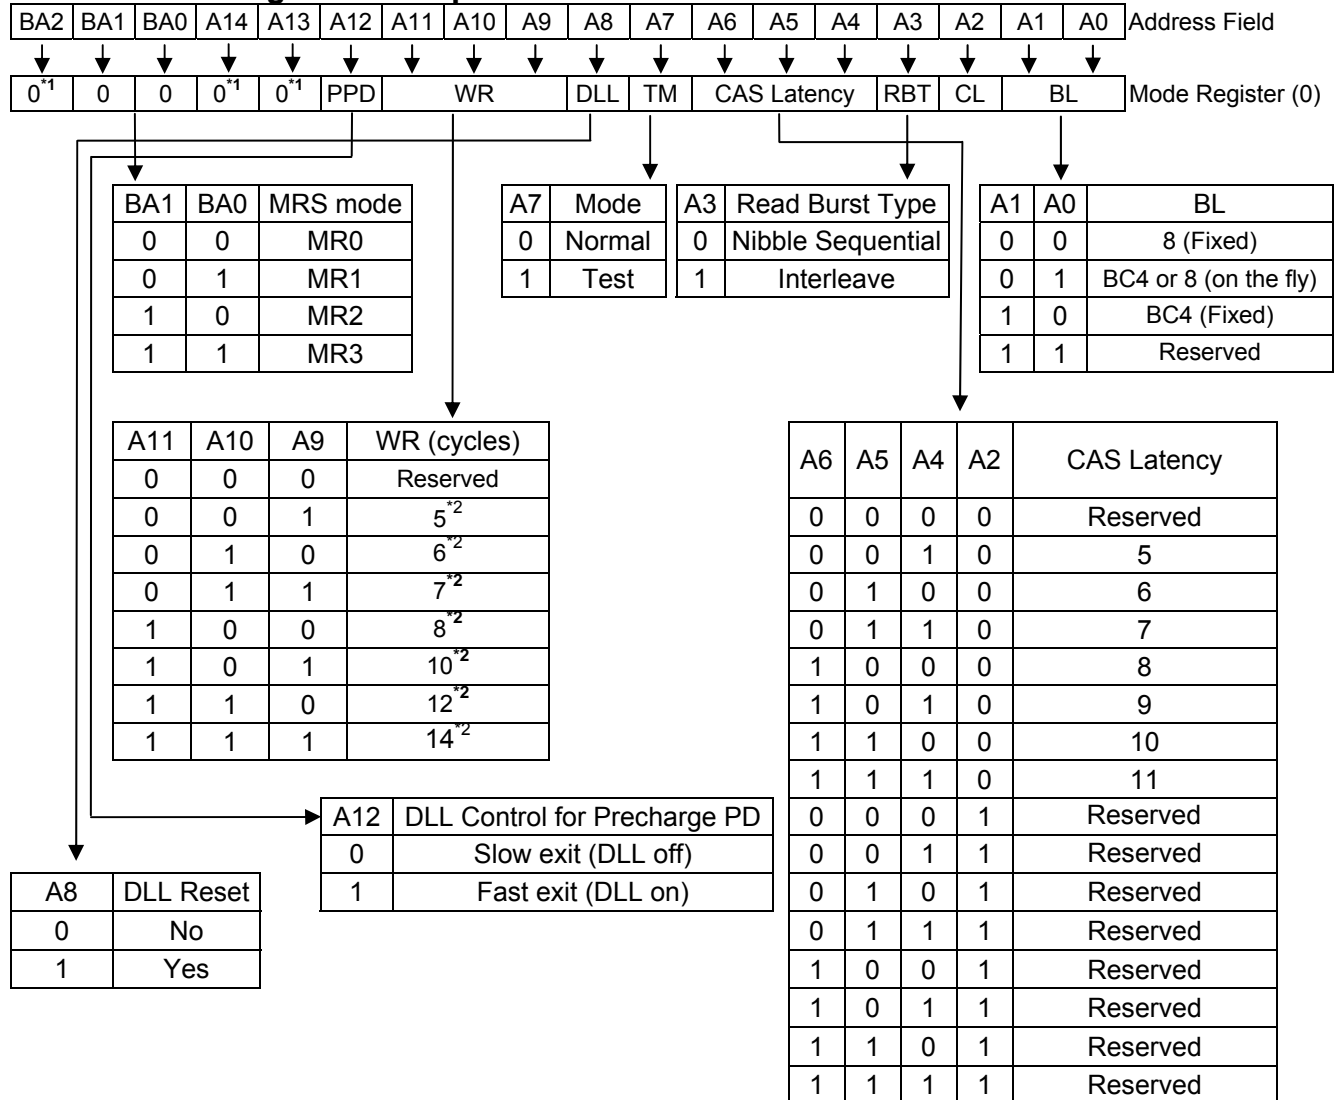 BA2 BA1 BA0 A14 A13 A12 A11 A10 A9 A8 A7 A6 A5 A4 A3 A2 A1 A0 Address Field
0*1 0 0 0*1 0*1 PPD WR DLL TM CAS Latency RBT CL BL Mode Register (0)
BA1 BA0 MRS mode
0 0 MR0
0 1 MR1
1 0 MR2
1 1 MR3
A7 Mode
0 Normal
1 Test
A3 Read Burst Type
0 Nibble Sequential
1 Interleave
A1 A0 BL
0 0 8 (Fixed)
0 1 BC4 or 8 (on the fly)
1 0 BC4 (Fixed)
1 1 Reserved
A11 A10 A9 WR (cycles)
0 0 0 Reserved
0 0 1 5*2
0 1 0 6*2
0 1 1 7*2
1 0 0 8*2
1 0 1 10*2
1 1 0 12*2
1 1 1 14*2
A6 A5 A4 A2 CAS Latency
0 0 0 0 Reserved
0 0 1 0 5
0 1 0 0 6
0 1 1 0 7
1 0 0 0 8
1 0 1 0 9
1 1 0 0 10
1 1 1 0 11
0 0 0 1 Reserved
0 0 1 1 Reserved
0 1 0 1 Reserved
0 1 1 1 Reserved
1 0 0 1 Reserved
1 0 1 1 Reserved
1 1 0 1 Reserved
1 1 1 1 Reserved
A12 DLL Control for Precharge PD
0 Slow exit (DLL off)
1 Fast exit (DLL on)
A8 DLL Reset
0 No
1 Yes